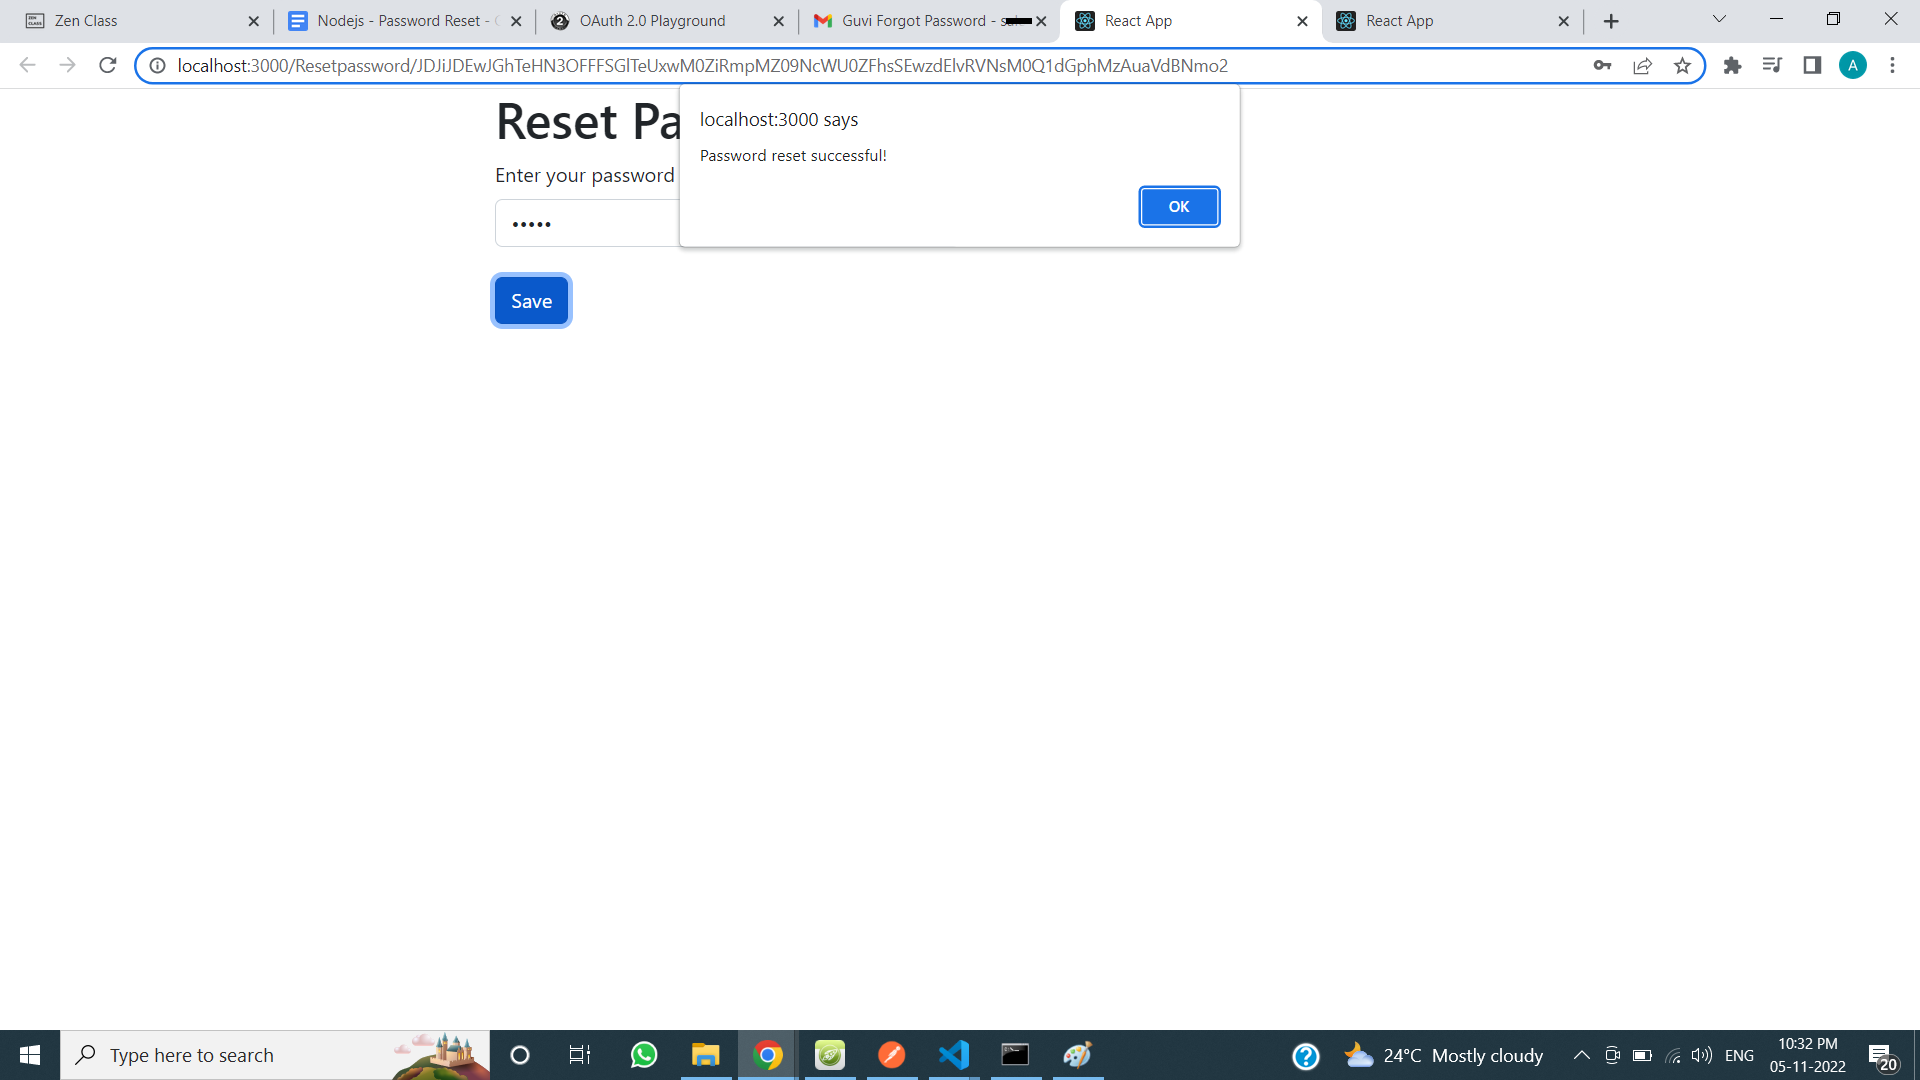 Zen Class
Nodejs - Password Reset -
OAuth 2.0 Playground
Guvi Forgot Password -
React App
React App
localhost:3000/Resetpassword/JDJiJDEwJGhTeHN3OFFFSGlTeUxwM0ZiRmpMZ09NcWU0ZFhsSEwzdElvRVNsM0Q1dGphMzAuaVdBNmo2
A
Reset Pa
localhost:3000 says
Password reset successful!
OK
Enter your password
Save
Type here to search
24°C Mostly cloudy
ENG
10:32 PM
05-11-2022
20